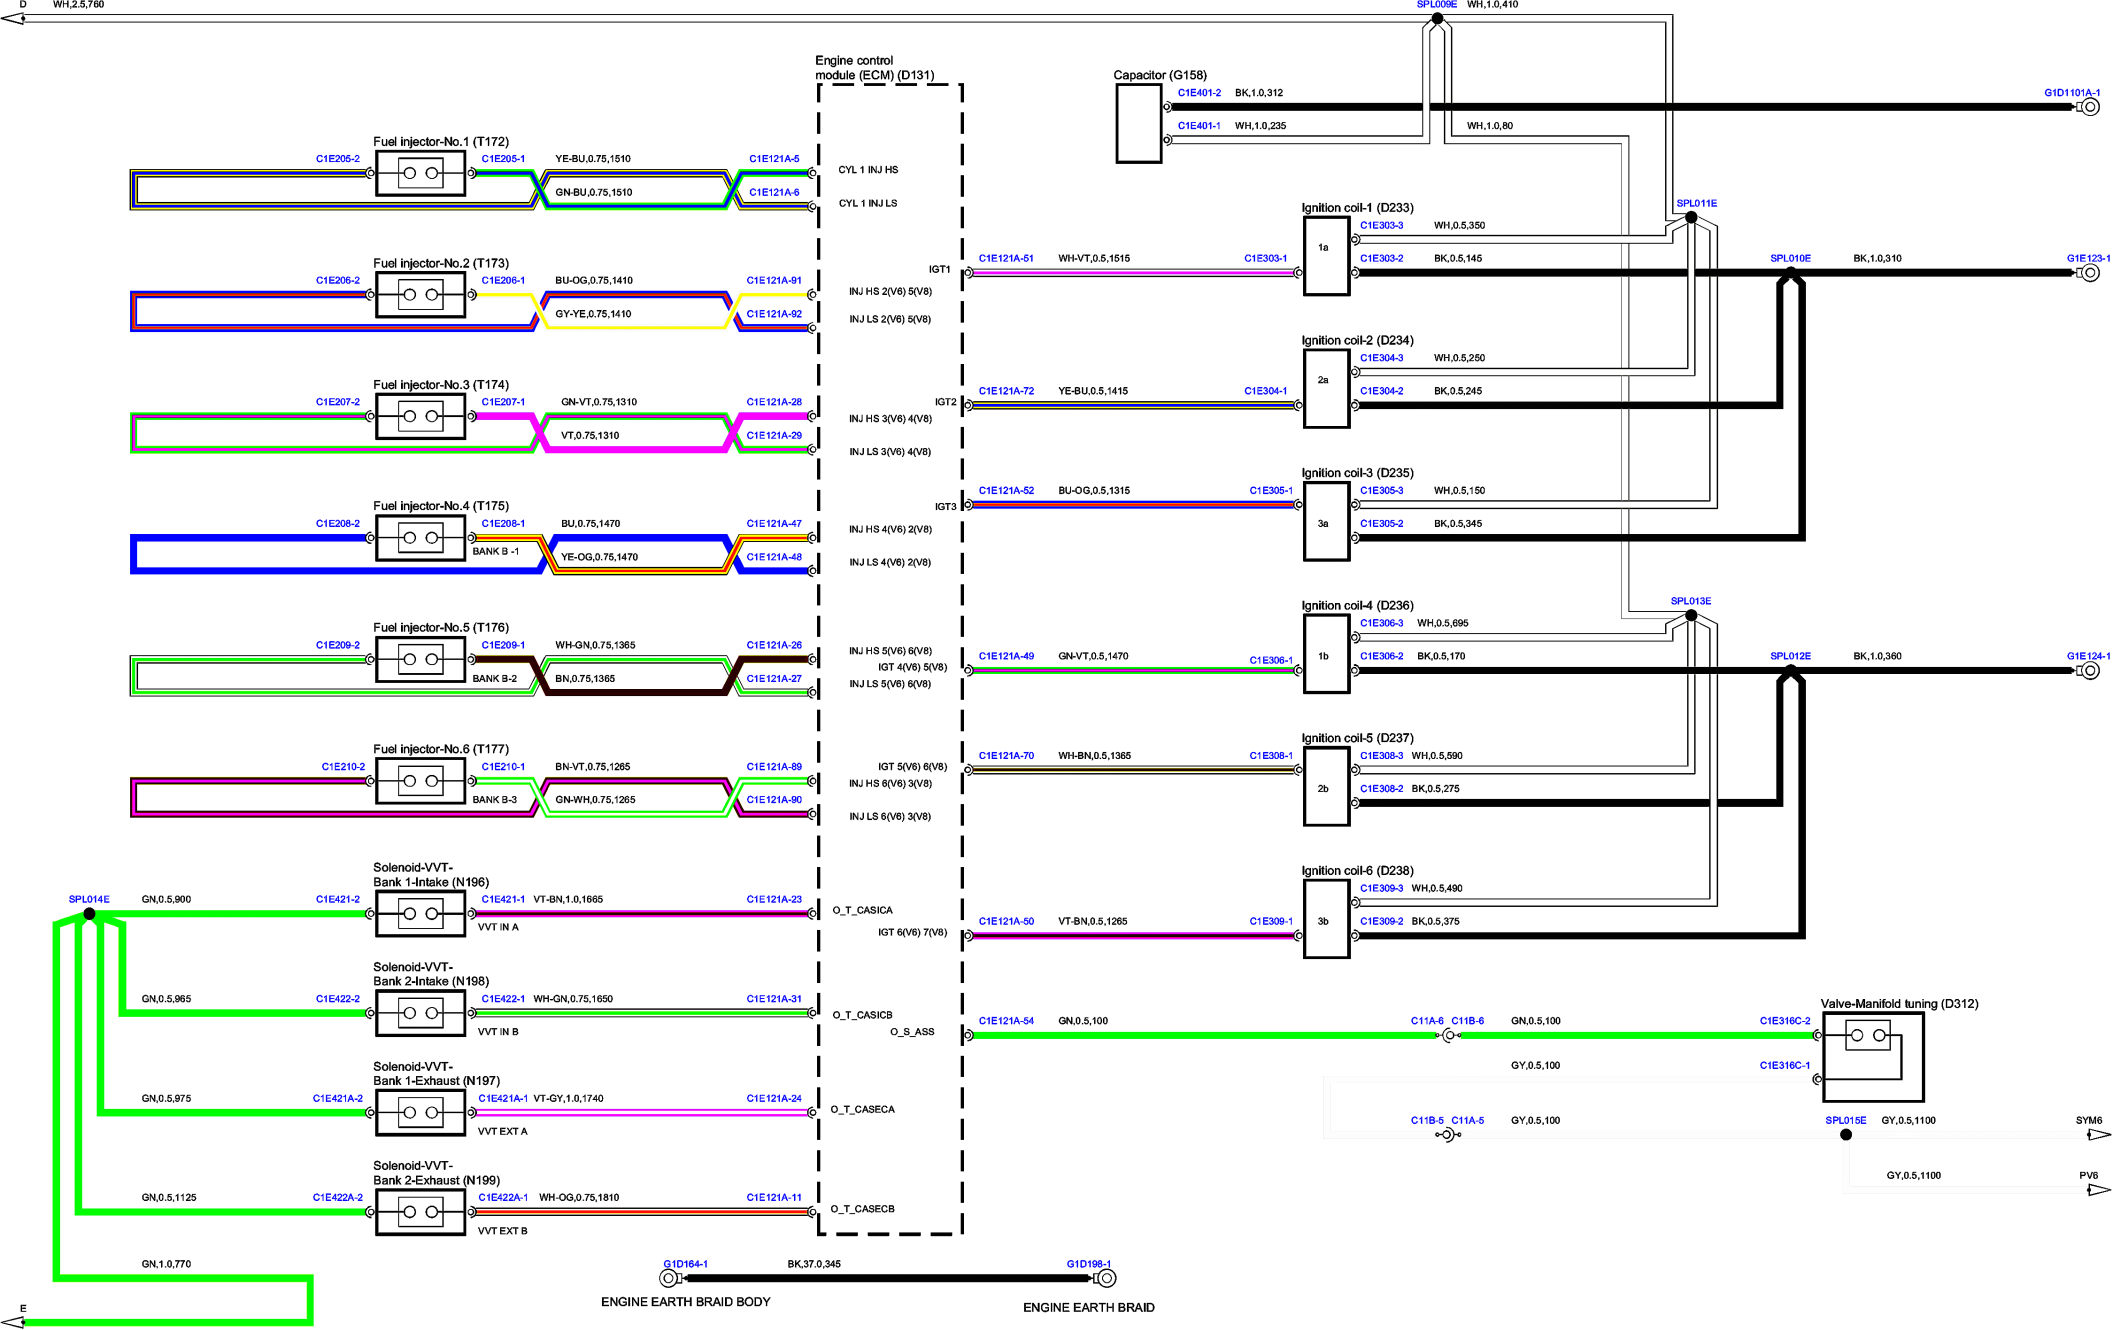 D
WH,2.5,760
SPL009E
WH,1.0,410
Engine control
module (ECM) (D131)
Capacitor (G158)
C1E401-2
BK,1.0,312
G1D1101A-1
C1E401-1
WH,1.0,235
WH,1.0,80
Fuel injector-No.1 (T172)
C1E205-2
C1E205-1
YE-BU,0.75,1510
C1E121A-5
CYL 1 INJ HS
GN-BU,0.75,1510
C1E121A-6
CYL 1 INJ LS
Ignition coil-1 (D233)
SPL011E
1a
C1E303-3
WH,0.5,350
IGT1
C1E121A-51
WH-VT,0.5,1515
C1E303-1
C1E303-2
BK,0.5,145
SPL010E
BK,1.0,310
G1E123-1
Fuel injector-No.2 (T173)
C1E206-2
C1E206-1
BU-OG,0.75,1410
C1E121A-91
INJ HS 2(V6) 5(V8)
GY-YE,0.75,1410
C1E121A-92
INJ LS 2(V6) 5(V8)
Ignition coil-2 (D234)
2a
C1E304-3
WH,0.5,250
IGT2
C1E121A-72
YE-BU,0.5,1415
C1E304-1
C1E304-2
BK,0.5,245
Fuel injector-No.3 (T174)
C1E207-2
C1E207-1
GN-VT,0.75,1310
C1E121A-28
INJ HS 3(V6) 4(V8)
VT,0.75,1310
C1E121A-29
INJ LS 3(V6) 4(V8)
Ignition coil-3 (D235)
3a
C1E305-3
WH,0.5,150
IGT3
C1E121A-52
BU-OG,0.5,1315
C1E305-1
C1E305-2
BK,0.5,345
Fuel injector-No.4 (T175)
C1E208-2
C1E208-1
BU,0.75,1470
C1E121A-47
INJ HS 4(V6) 2(V8)
BANK B -1
YE-OG,0.75,1470
C1E121A-48
INJ LS 4(V6) 2(V8)
Ignition coil-4 (D236)
SPL013E
1b
C1E306-3
WH,0.5,695
Fuel injector-No.5 (T176)
C1E209-2
C1E209-1
WH-GN,0.75,1365
C1E121A-26
INJ HS 5(V6) 6(V8)
IGT 4(V6) 5(V8)
C1E121A-49
GN-VT,0.5,1470
C1E306-1
C1E306-2
BK,0.5,170
SPL012E
BK,1.0,360
G1E124-1
BANK B-2
BN,0.75,1365
C1E121A-27
INJ LS 5(V6) 6(V8)
Ignition coil-5 (D237)
2b
C1E308-3
WH,0.5,590
Fuel injector-No.6 (T177)
C1E210-2
C1E210-1
BN-VT,0.75,1265
C1E121A-89
IGT 5(V6) 6(V8)
C1E121A-70
WH-BN,0.5,1365
C1E308-1
INJ HS 6(V6) 3(V8)
C1E308-2
BK,0.5,275
BANK B-3
GN-WH,0.75,1265
C1E121A-90
INJ LS 6(V6) 3(V8)
Solenoid-VVT-
Bank 1-Intake (N196)
Ignition coil-6 (D238)
3b
C1E309-3
WH,0.5,490
SPL014E
GN,0.5,900
C1E421-2
C1E421-1
VT-BN,1.0,1665
C1E121A-23
O_T_CASICA
VVT IN A
IGT 6(V6) 7(V8)
C1E121A-50
VT-BN,0.5,1265
C1E309-1
C1E309-2
BK,0.5,375
Solenoid-VVT-
Bank 2-Intake (N198)
GN,0.5,965
C1E422-2
C1E422-1
WH-GN,0.75,1650
C1E121A-31
O_T_CASICB
VVT IN B
O_S_ASS
C1E121A-54
GN,0.5,100
C11A-6
C11B-6
GN,0.5,100
C1E316C-2
Valve-Manifold tuning (D312)
GY,0.5,100
C1E316C-1
Solenoid-VVT-
Bank 1-Exhaust (N197)
GN,0.5,975
C1E421A-2
C1E421A-1
VT-GY,1.0,1740
C1E121A-24
O_T_CASECA
VVT EXT A
C11B-5
C11A-5
GY,0.5,100
SPL015E
GY,0.5,1100
SYM6
Solenoid-VVT-
Bank 2-Exhaust (N199)
GY,0.5,1100
PV6
GN,0.5,1125
C1E422A-2
C1E422A-1
WH-OG,0.75,1810
C1E121A-11
O_T_CASECB
VVT EXT B
GN,1.0,770
G1D164-1
BK,37.0,345
G1D198-1
ENGINE EARTH BRAID BODY
ENGINE EARTH BRAID
E